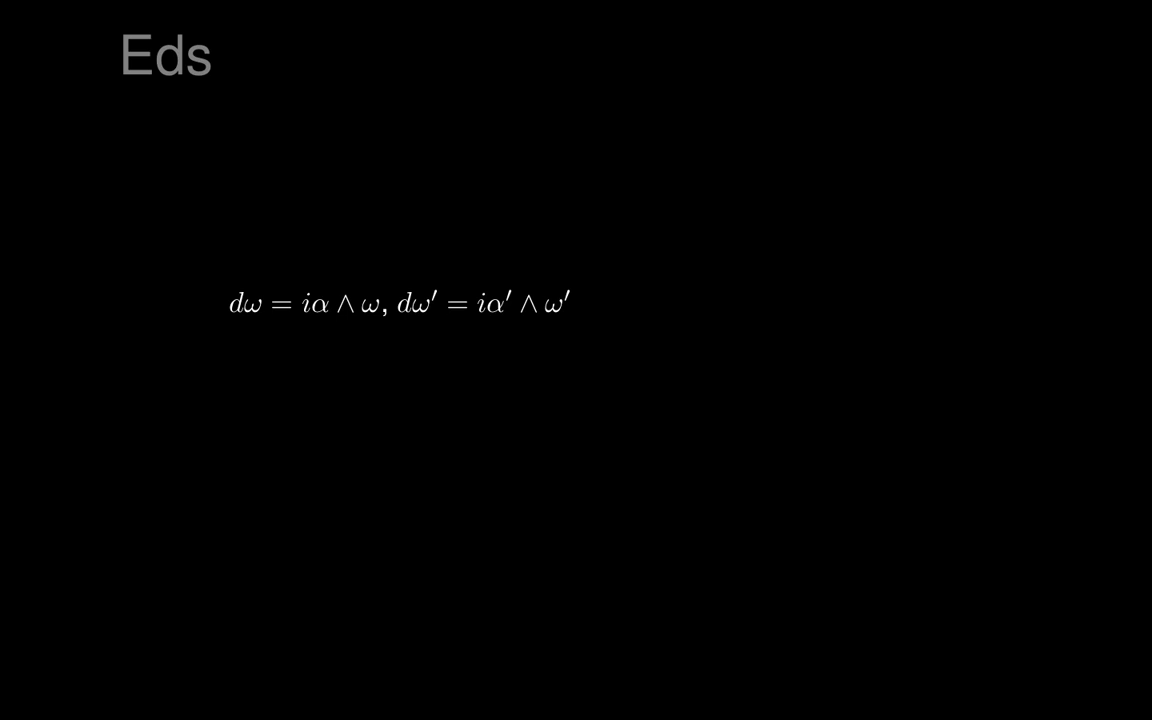 Eds
dω = iα ∧ ω, dω′ = iα′ ∧ ω′